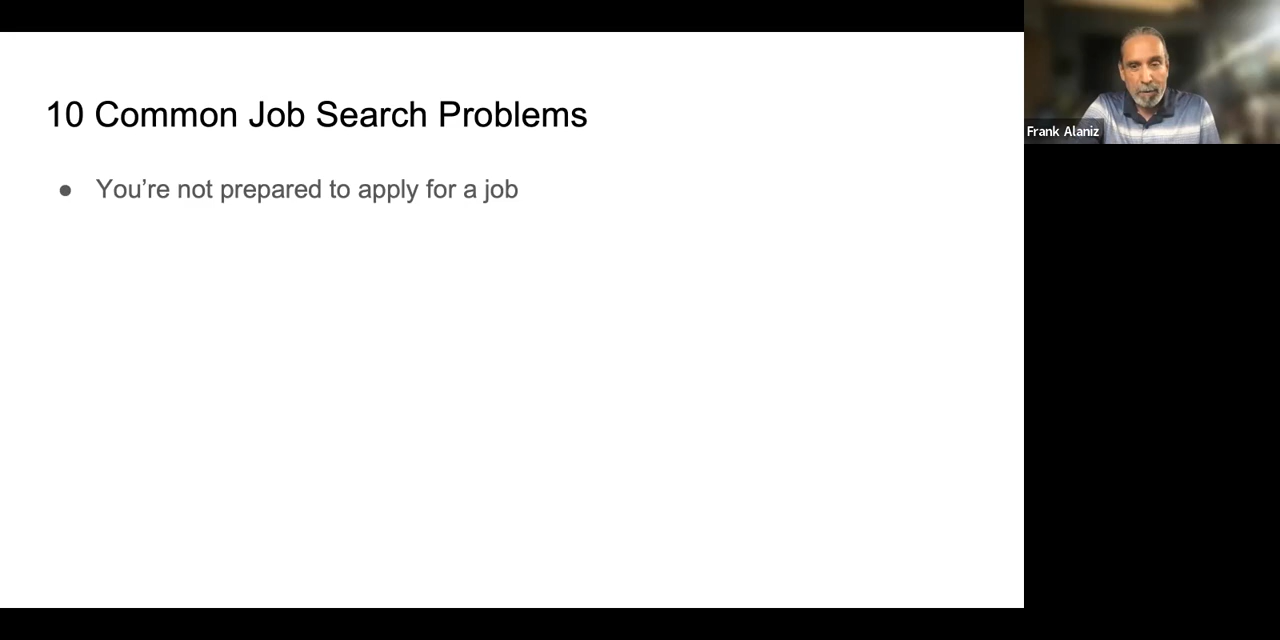 10 Common Job Search Problems
● You’re not prepared to apply for a job
Frank Alaniz